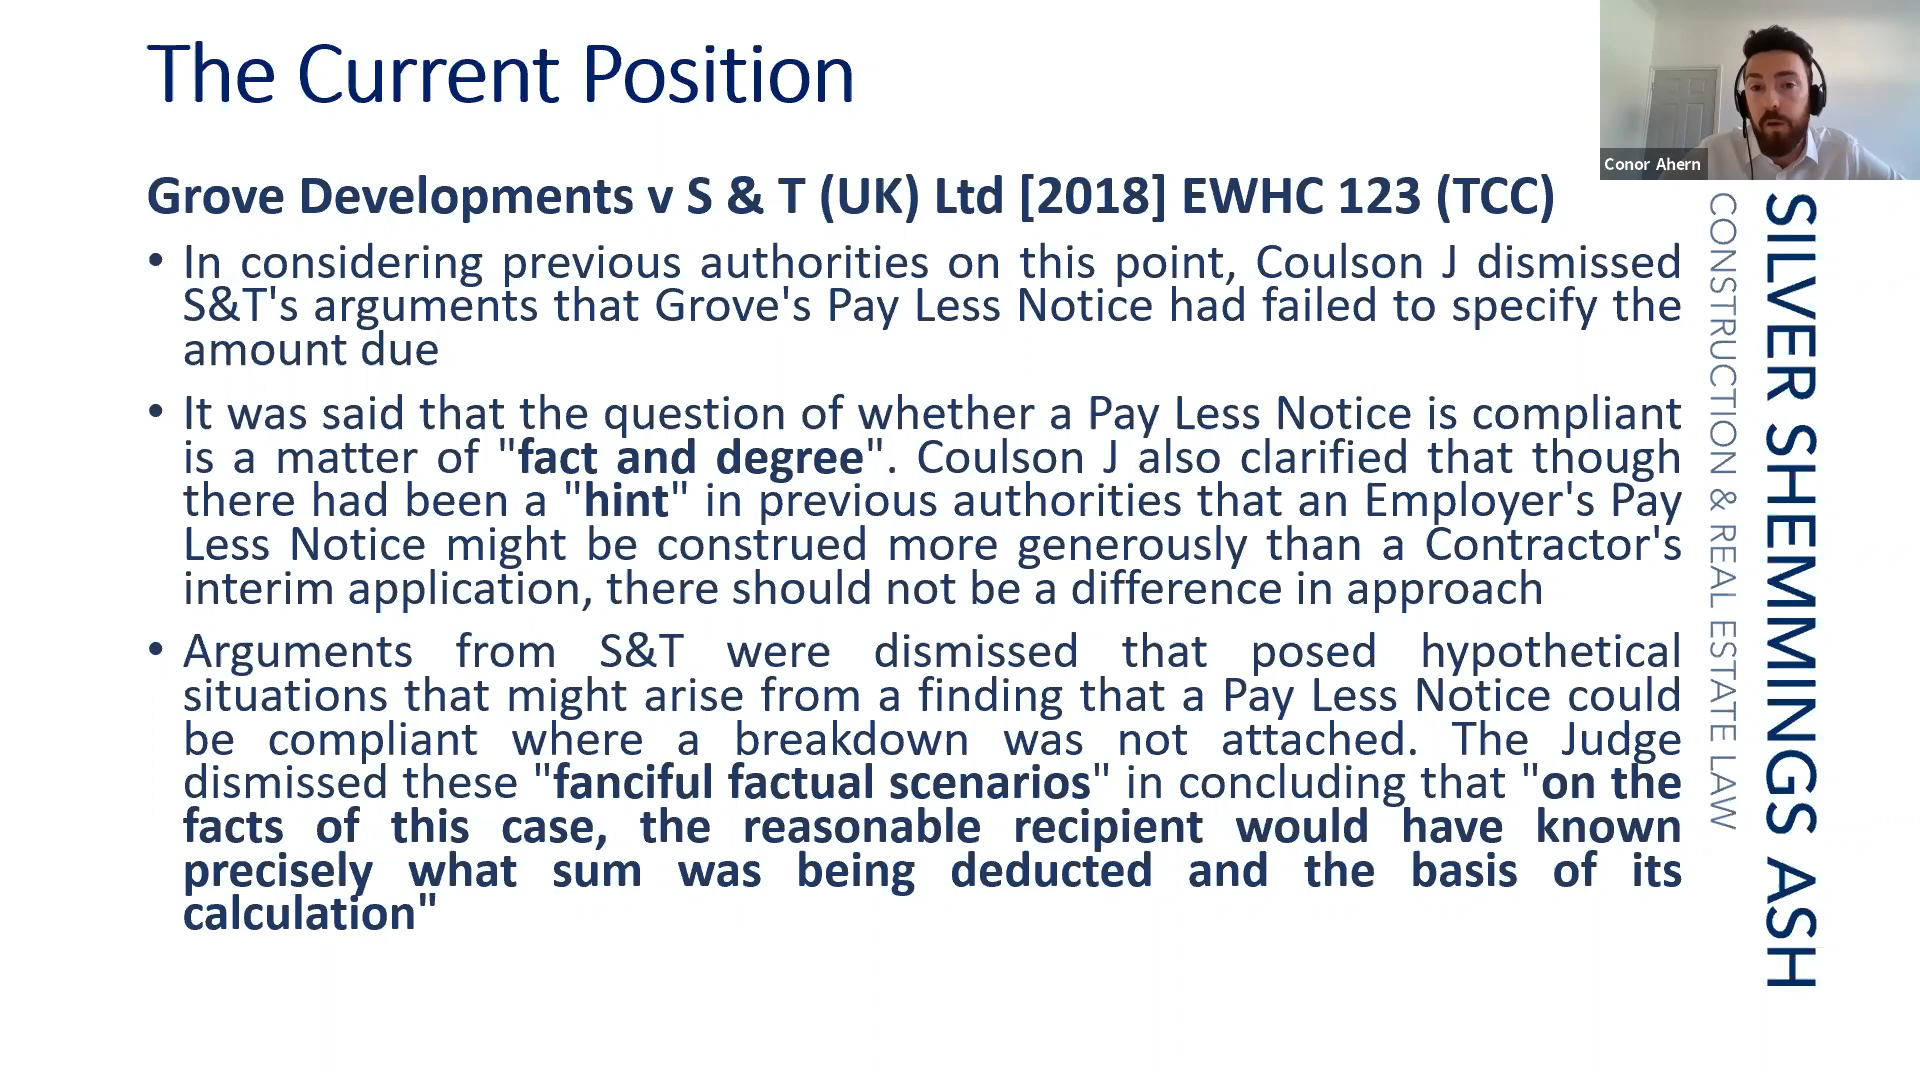 The Current Position
Conor Ahern
Grove Developments v S & T (UK) Ltd [2018] EWHC 123 (TCC)
• In considering previous authorities on this point, Coulson J dismissed
S&T's arguments that Grove's Pay Less Notice had failed to specify the
amount due
• It was said that the question of whether a Pay Less Notice is compliant
is a matter of "fact and degree". Coulson J also clarified that though
there had been a "hint" in previous authorities that an Employer's Pay
Less Notice might be construed more generously than a Contractor's
interim application, there should not be a difference in approach
• Arguments from S&T were dismissed that posed hypothetical
situations that might arise from a finding that a Pay Less Notice could
be compliant where a breakdown was not attached. The Judge
dismissed these "fanciful factual scenarios" in concluding that "on the
facts of this case, the reasonable recipient would have known
precisely what sum was being deducted and the basis of its
calculation"
SILVER SHEMMINGS ASH
CONSTRUCTION & REAL ESTATE LAW